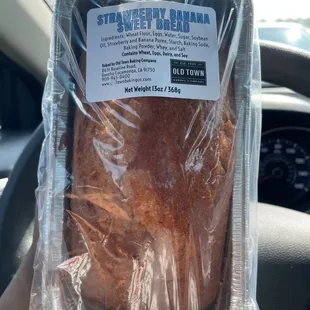 STRAWBERRY BANANA
SWEET BREAD
Ingredients: Wheat Flour, Eggs, Water, Sugar, Soybean
Oil, Strawberry and Banana Puree, Starch, Baking Soda,
Baking Powder, Whey, and Salt
Contains Wheat, Eggs, Dairy, and Soy
Baked by Old Town Baking Company
Rancho Cucamonga, CA 91730
OLD TOWN
Net Weight 13oz / 368g